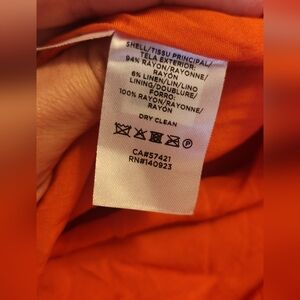 SHELL/TISSU PRINCIPAL/
TELA EXTERIOR:
94% RAYON/RAYONNE/
RAYÓN
6% LINEN/LIN/LINO
LINING/DOUBLURE/
FORRO:
100% RAYON/RAYONNE/
RAYÓN
DRY CLEAN
P
CA#57421
RN#140923